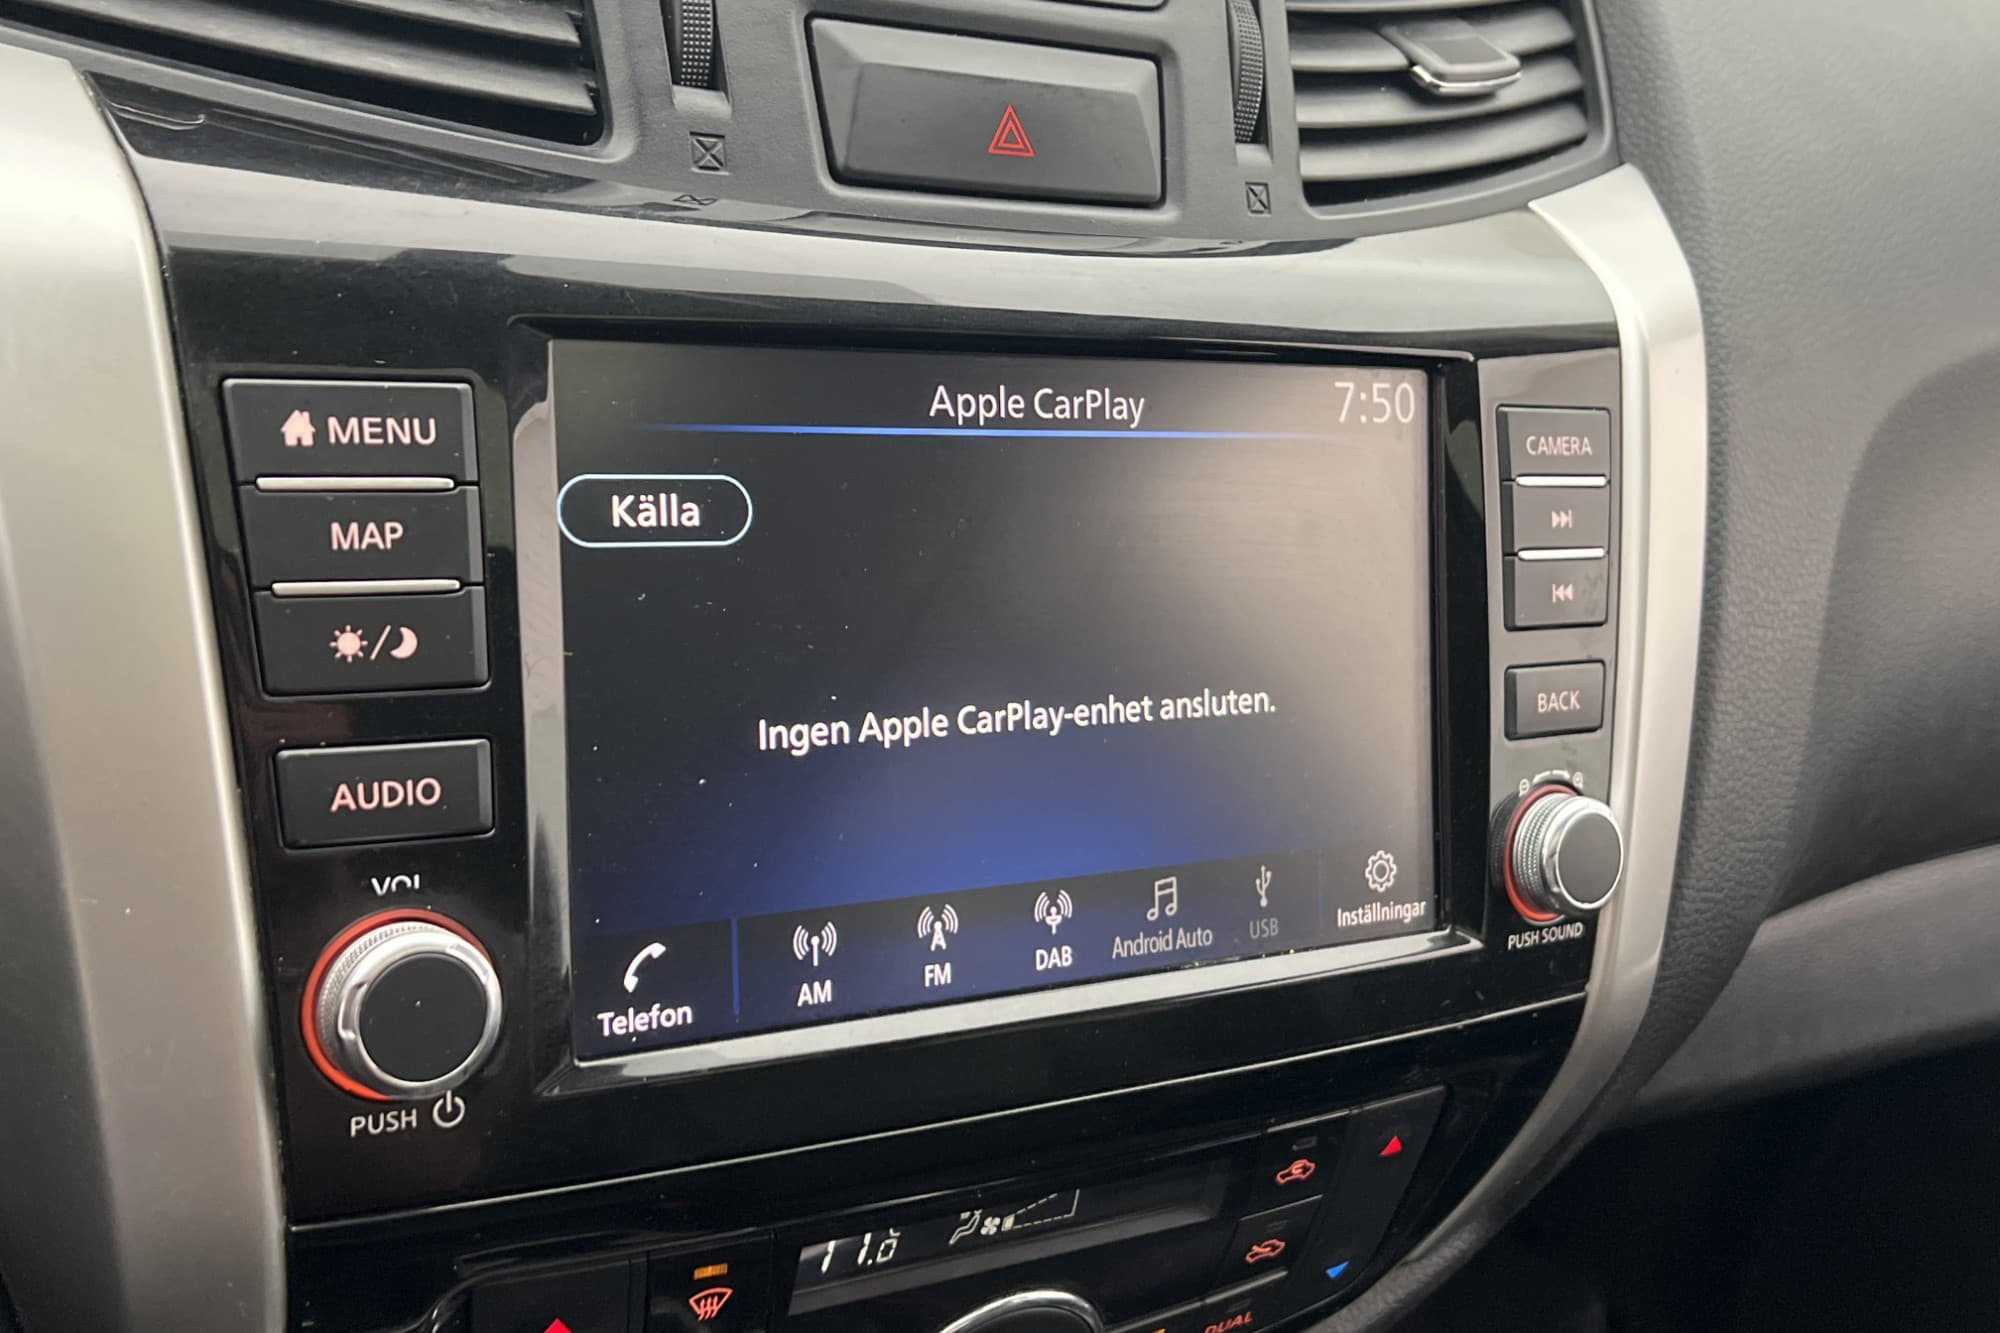 Apple CarPlay
7:50
MENU
MAP
AUDIO
VOL
PUSH
Källa
Ingen Apple CarPlay-enhet ansluten.
Telefon
AM
FM
DAB
Android Auto
USB
Inställningar
CAMERA
BACK
PUSH SOUND
DUAL